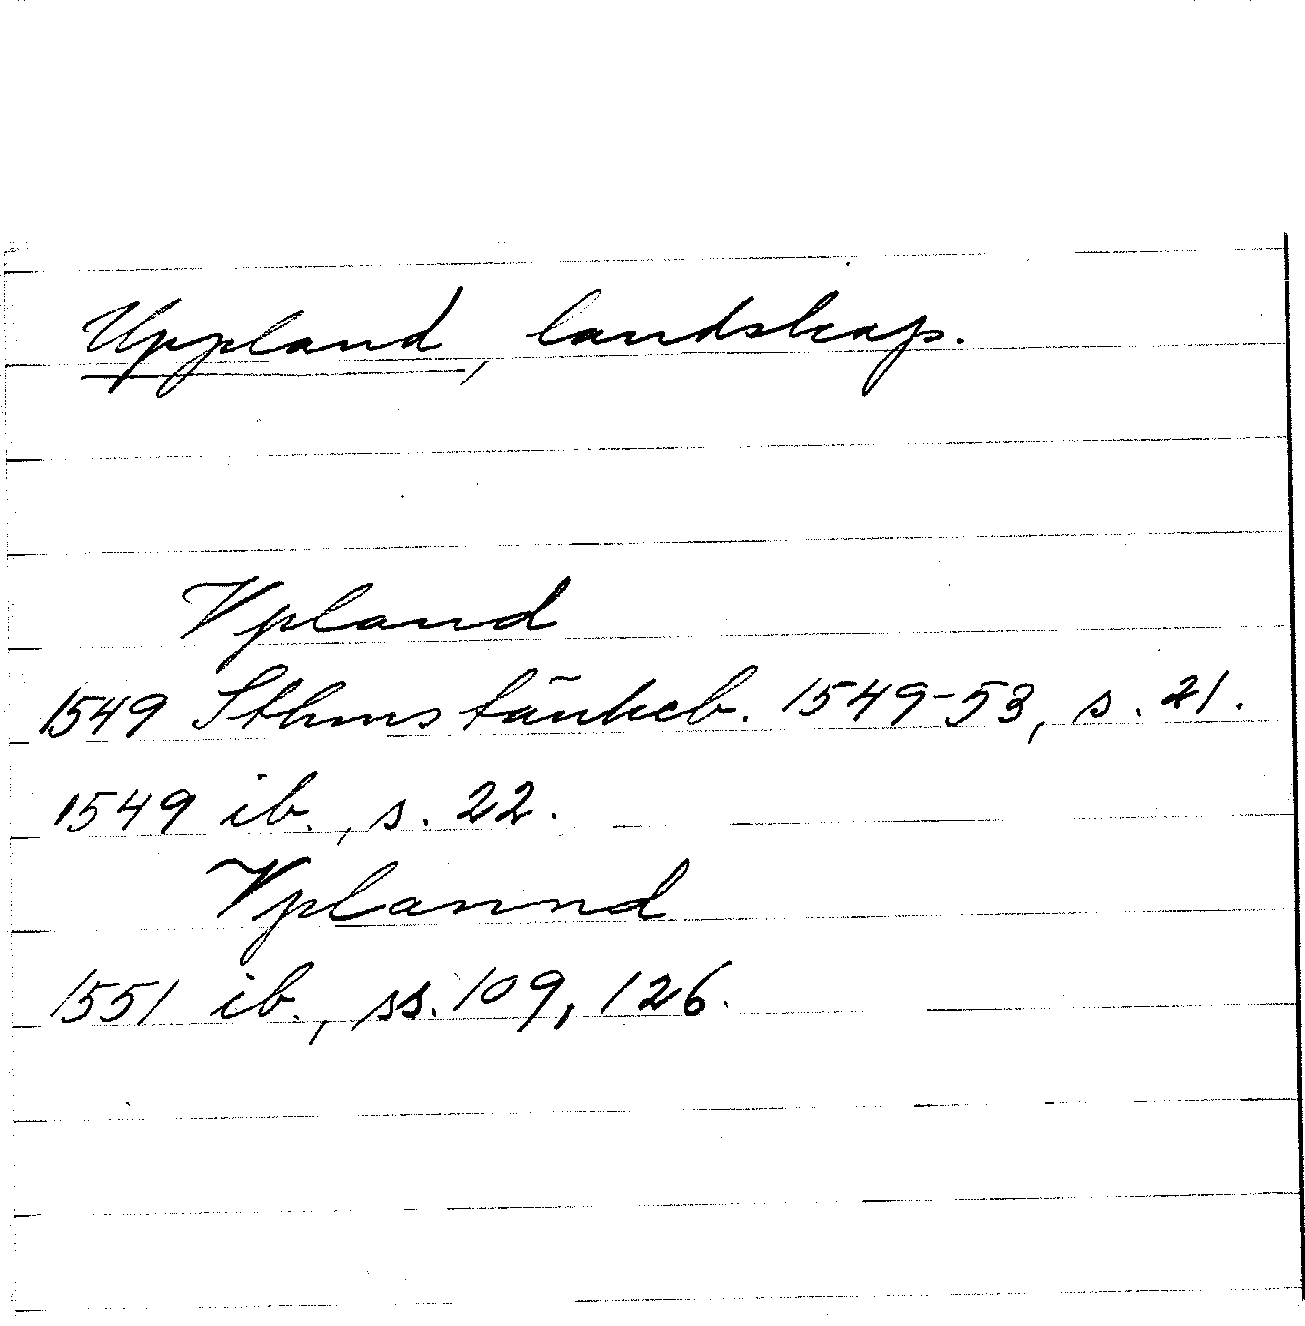 Uppland, landskap.
Vpland
1549 Sthms tänkeb. 1549-53, s. 21.
1549 ib., s. 22.
Vplannd
1551 ib., ss. 109, 126.